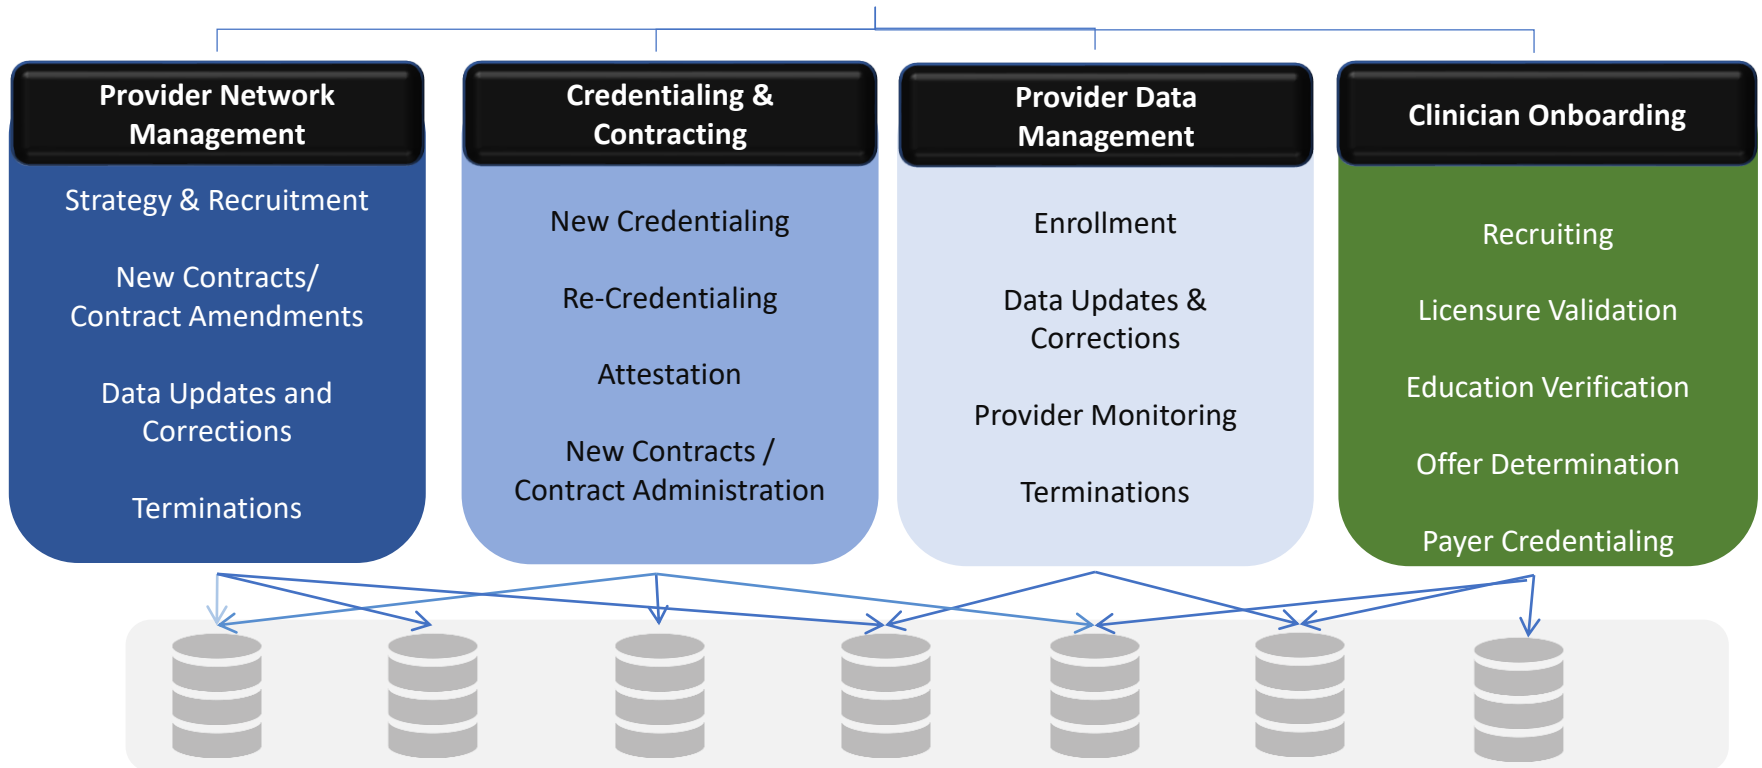 Provider Network
Management
Strategy & Recruitment
New Contracts/
Contract Amendments
Data Updates and
Corrections
Terminations
Credentialing &
Contracting
New Credentialing
Re-Credentialing
Attestation
New Contracts /
Contract Administration
Provider Data
Management
Enrollment
Data Updates &
Corrections
Provider Monitoring
Terminations
Clinician Onboarding
Recruiting
Licensure Validation
Education Verification
Offer Determination
Payer Credentialing